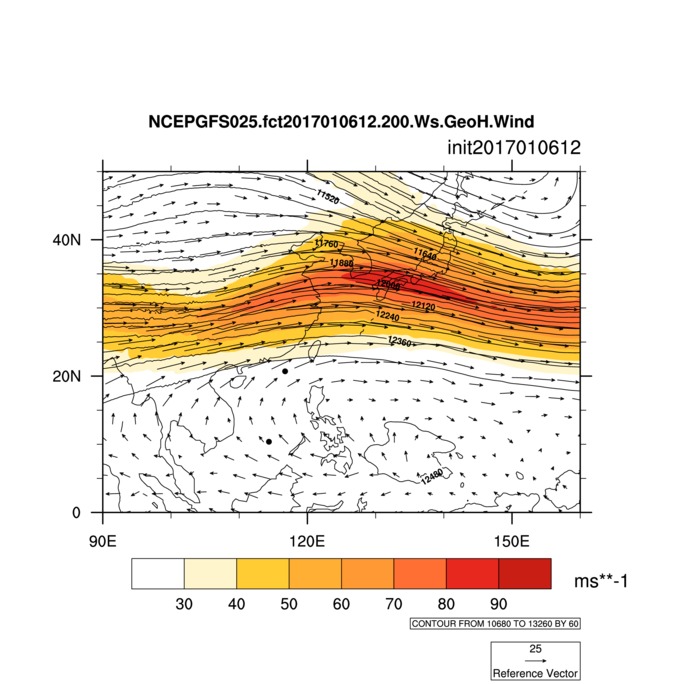 NCEPGFS025.fct2017010612.200.Ws.GeoH.Wind
init2017010612
11520
40N
11760
11640
11880
12000
12120
12240
12360
20N
12480
0
90E 120E 150E
ms**-1
30 40 50 60 70 80 90
CONTOUR FROM 10680 TO 13260 BY 60
25
Reference Vector